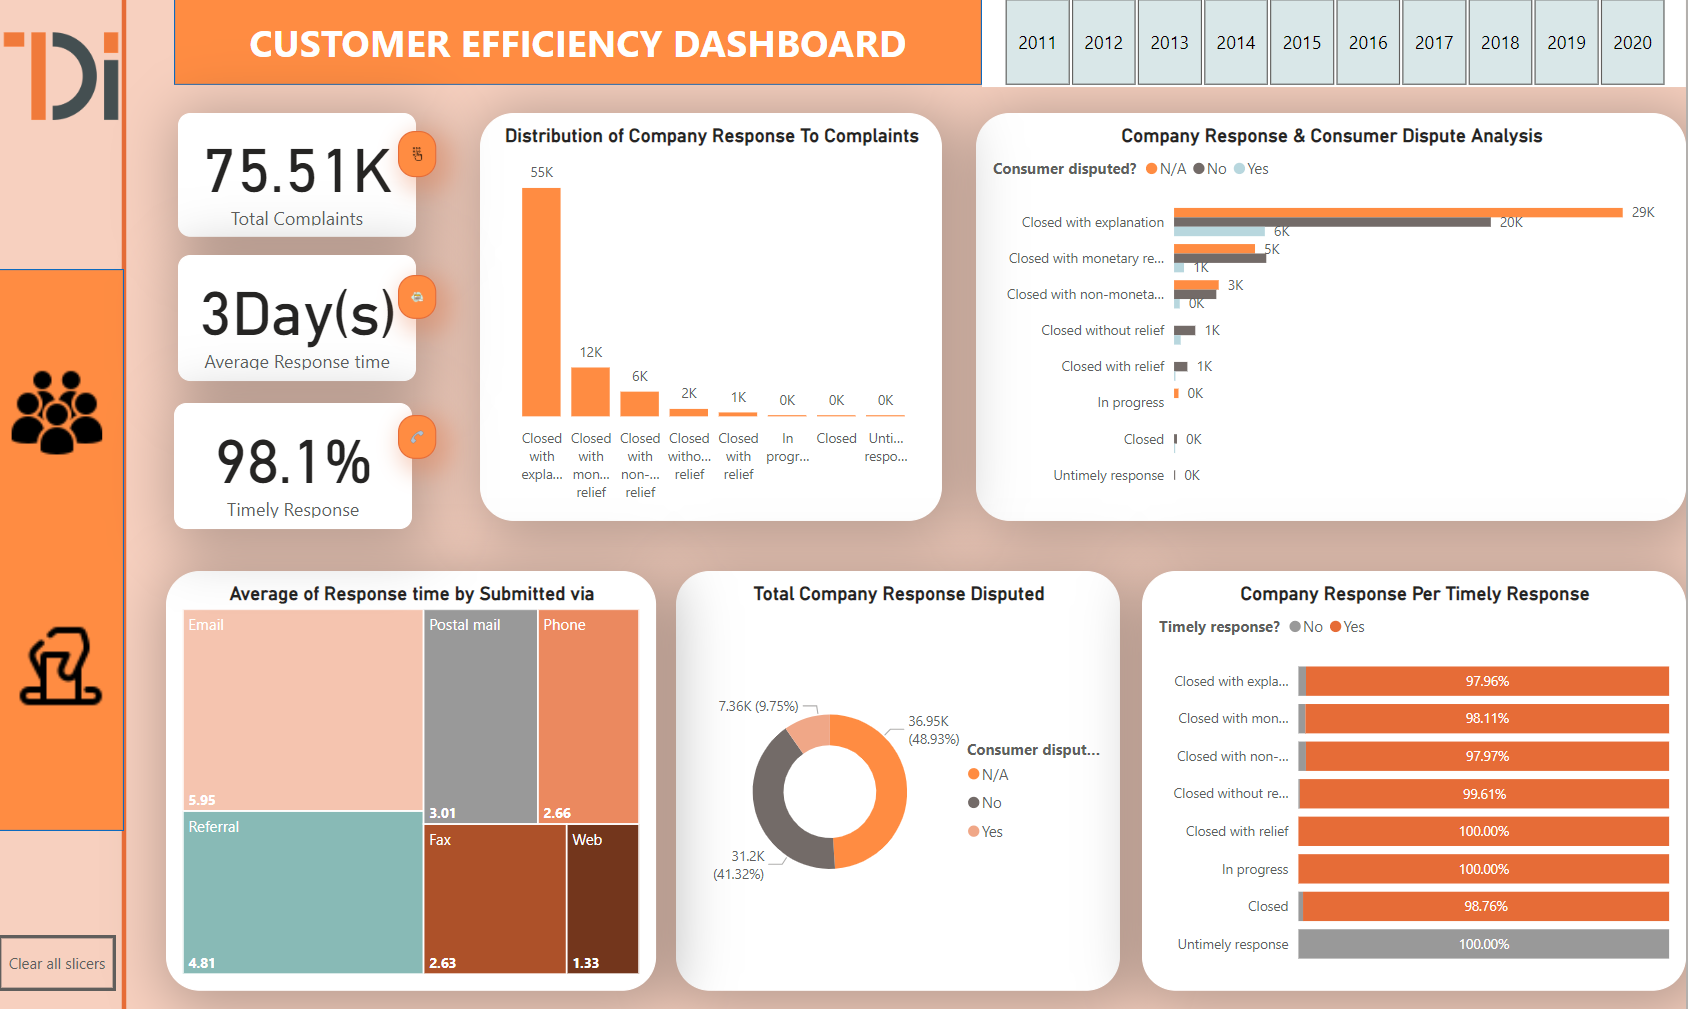 TDi
CUSTOMER EFFICIENCY DASHBOARD
2011
2012
2013
2014
2015
2016
2017
2018
2019
2020
75.51K
Total Complaints
3Day(s)
Average Response time
98.1%
Timely Response
Clear all slicers
Distribution of Company Response To Complaints
55K
12K
6K
2K
1K
0K
0K
0K
Closed
with
expla...
Closed
with
mon...
relief
Closed
with
non-...
relief
Closed
witho...
relief
Closed
with
relief
In
progr...
Closed
Unti...
respo...
Company Response & Consumer Dispute Analysis
Consumer disputed? N/A No Yes
Closed with explanation
29K
20K
6K
Closed with monetary re...
5K
1K
Closed with non-moneta...
3K
0K
Closed without relief
1K
Closed with relief
1K
In progress
0K
Closed
0K
Untimely response
0K
Average of Response time by Submitted via
Email
5.95
Referral
4.81
Postal mail
3.01
Phone
2.66
Fax
2.63
Web
1.33
Total Company Response Disputed
7.36K (9.75%)
36.95K
(48.93%)
31.2K
(41.32%)
Consumer disput...
N/A
No
Yes
Company Response Per Timely Response
Timely response? No Yes
Closed with expla... 97.96%
Closed with mon... 98.11%
Closed with non-... 97.97%
Closed without re... 99.61%
Closed with relief 100.00%
In progress 100.00%
Closed 98.76%
Untimely response 100.00%